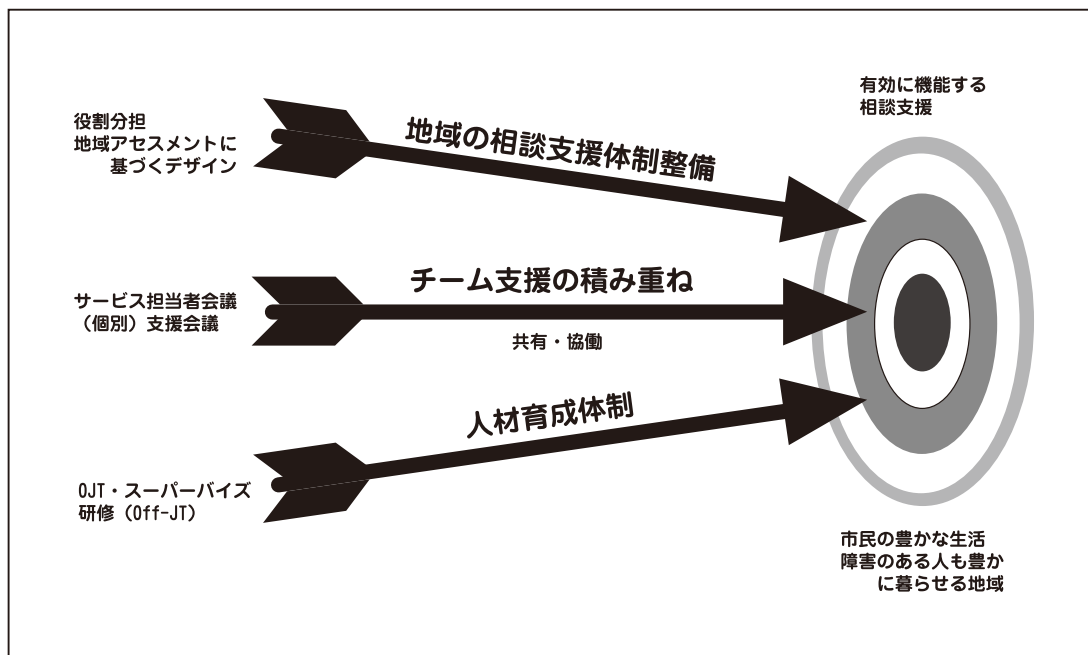 有効に機能する
相談支援
役割分担
地域アセスメントに
基づくデザイン
地域の相談支援体制整備
チーム支援の積み重ね
サービス担当者会議
（個別）支援会議
共有・協働
人材育成体制
OJT・スーパーバイズ
研修（Off-JT）
市民の豊かな生活
障害のある人も豊か
に暮らせる地域